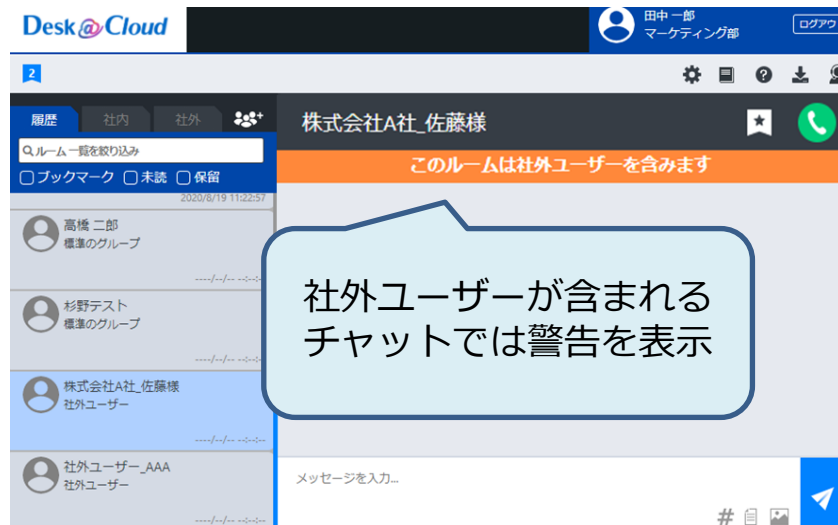 Desk@Cloud
田中 一郎
マーケティング部
ログアウ
2
履歴
社内
社外
株式会社A社_佐藤様
ルーム一覧を絞り込み
このルームは社外ユーザーを含みます
ブックマーク
未読
保留
2020/8/19 11:22:57
高橋 二郎
標準のグループ
----/--/-- --:--:--
杉野テスト
標準のグループ
----/--/-- --:--:--
株式会社A社_佐藤様
社外ユーザー
----/--/-- --:--:--
社外ユーザー_AAA
社外ユーザー
----/--/-- --:--:--
社外ユーザーが含まれる
チャットでは警告を表示
メッセージを入力...